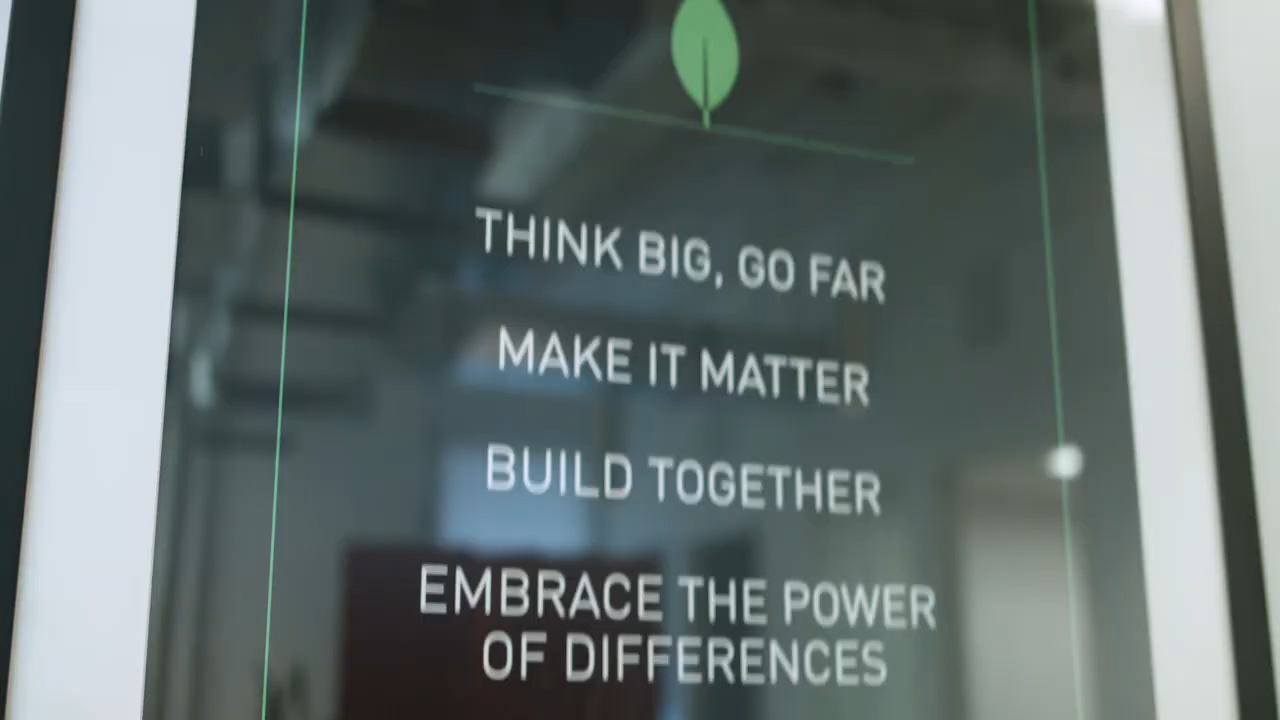 THINK BIG, GO FAR
MAKE IT MATTER
BUILD TOGETHER
EMBRACE THE POWER
OF DIFFERENCES